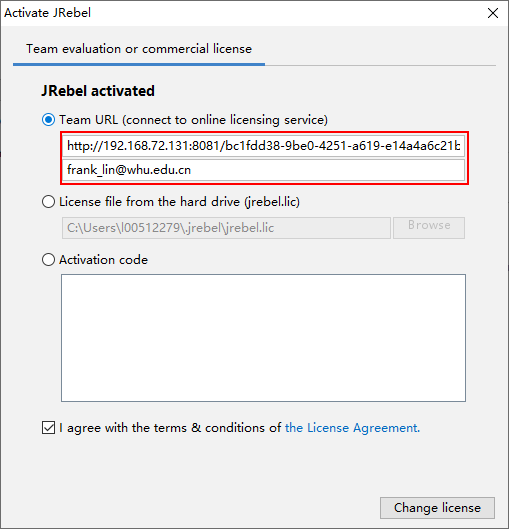 Activate JRebel
Team evaluation or commercial license
JRebel activated
Team URL (connect to online licensing service)
http://192.168.72.131:8081/bc1fdd38-9be0-4251-a619-e14a4a6c21b
frank_lin@whu.edu.cn
License file from the hard drive (jrebel.lic)
C:\Users\l00512279\.jrebel\jrebel.lic
Browse
Activation code
I agree with the terms & conditions of the License Agreement.
Change license